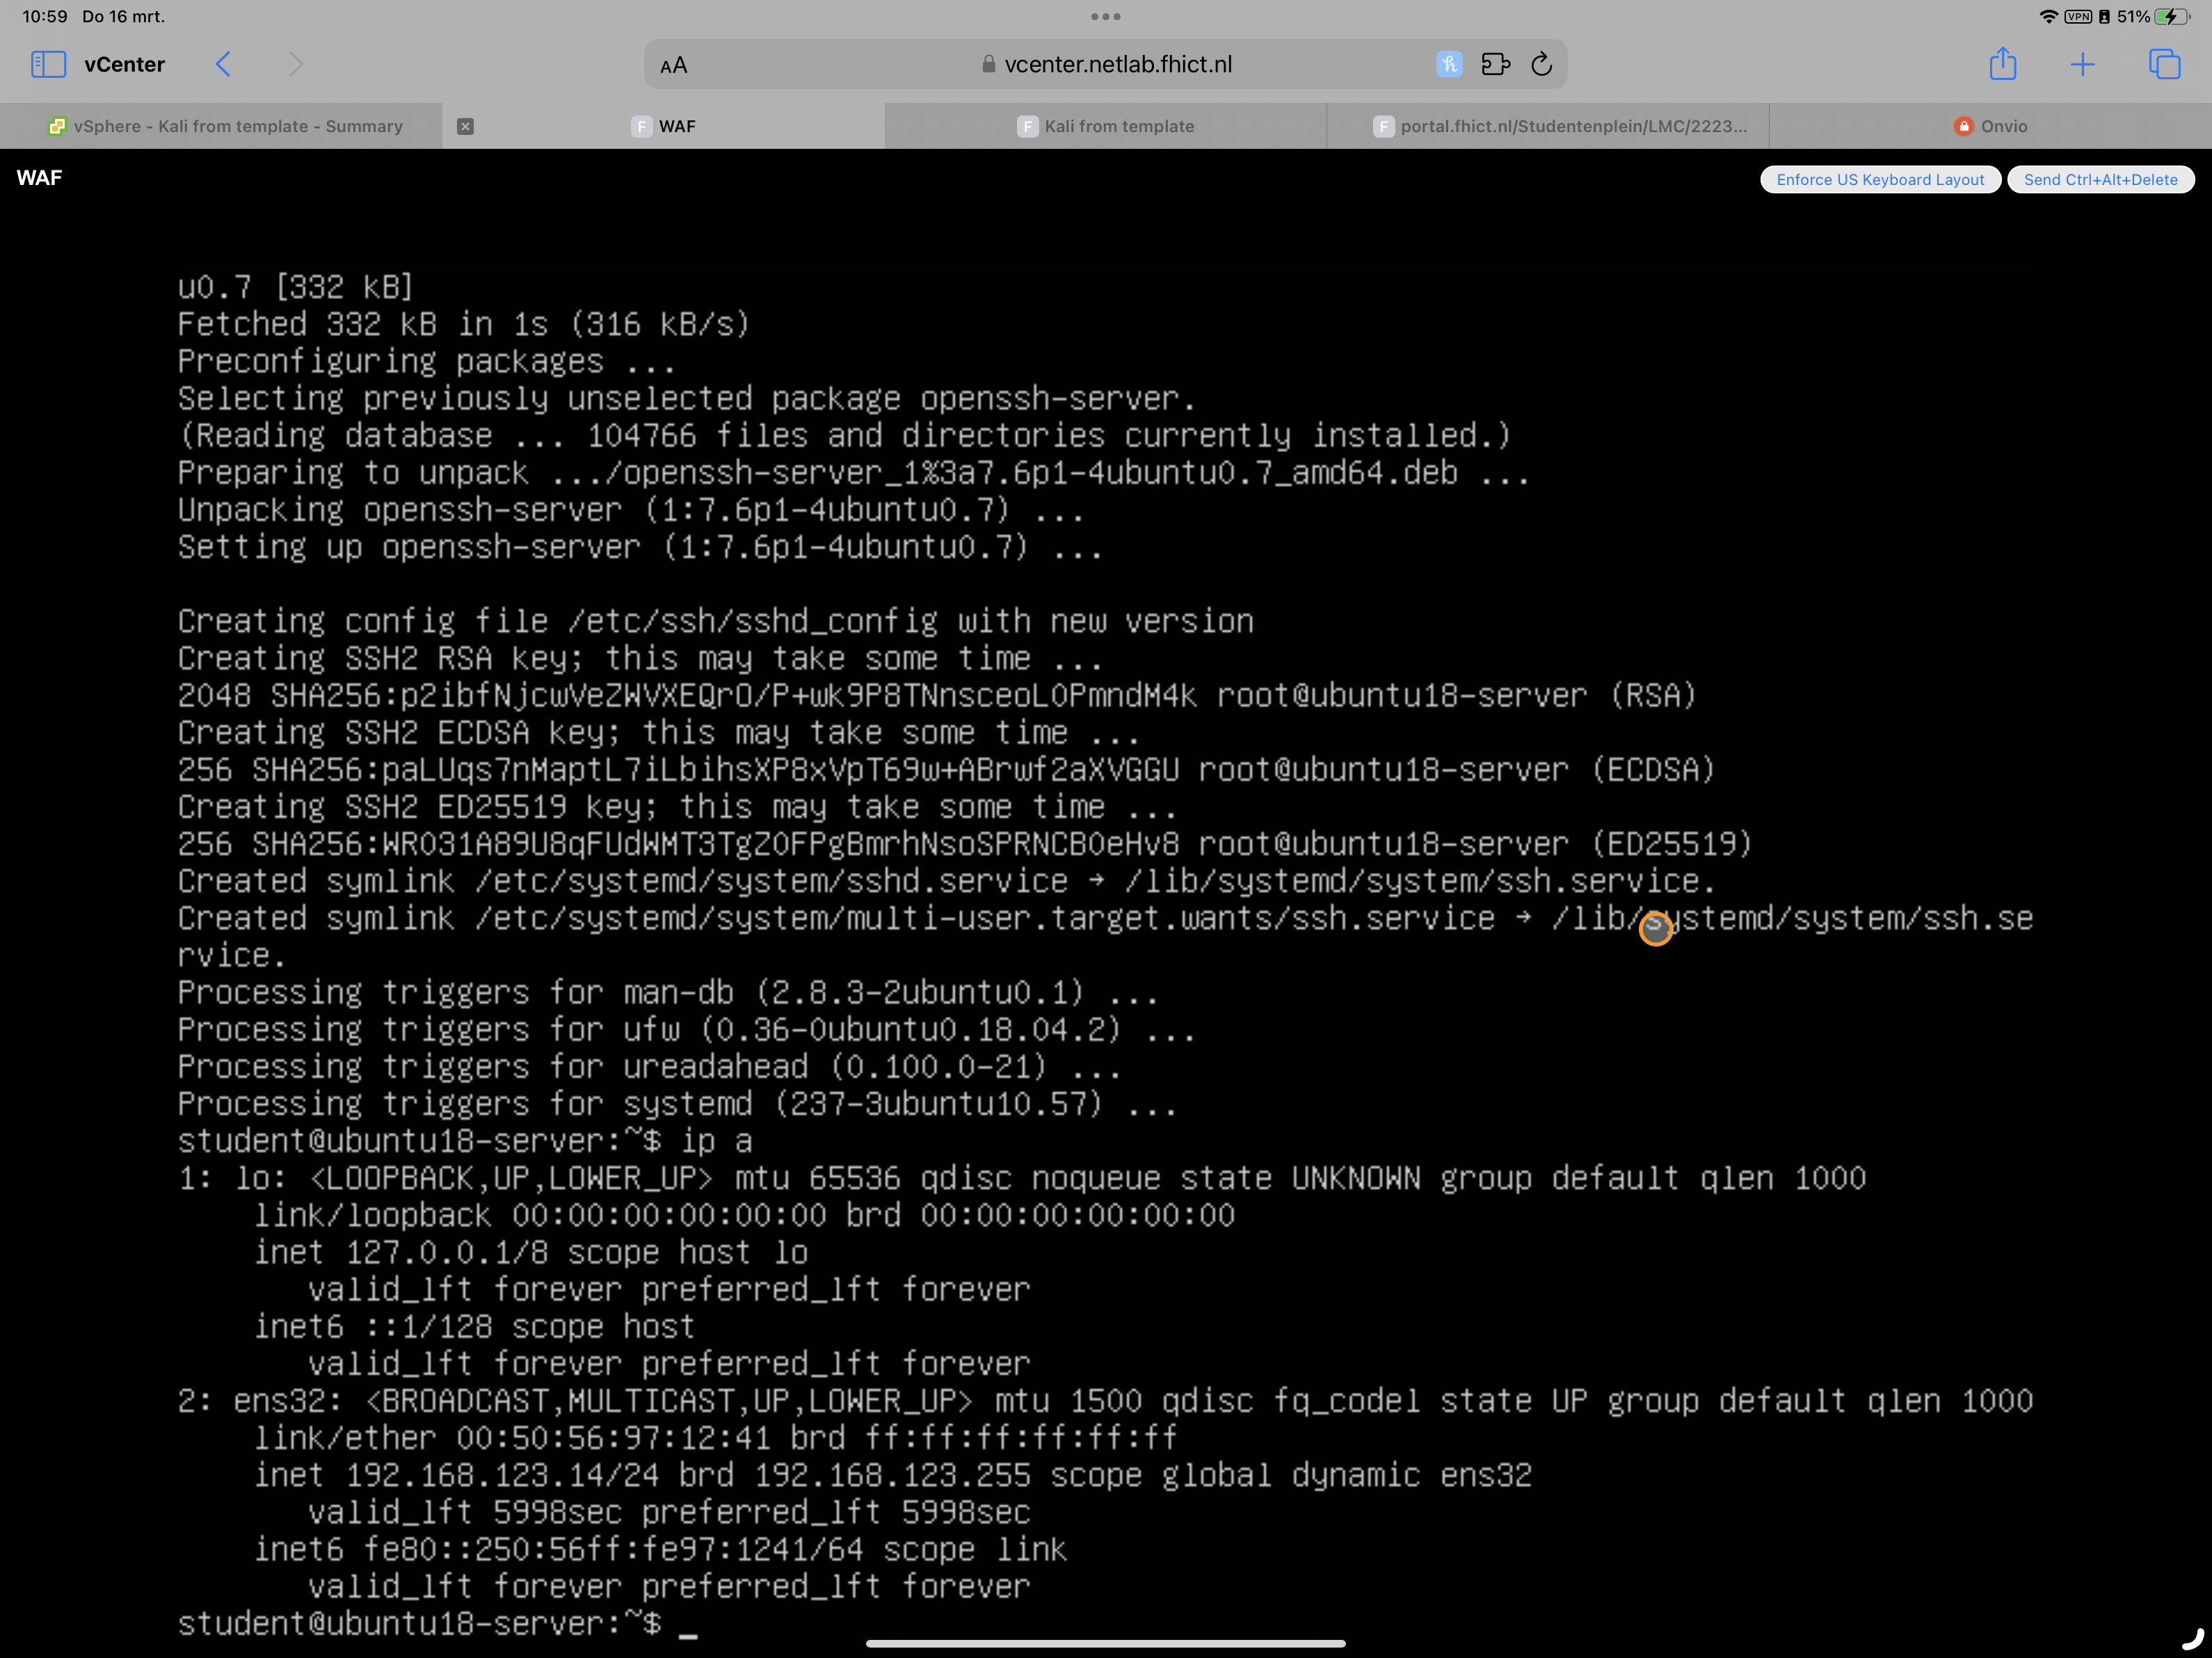 10:59 Do 16 mrt.
VPN 51%
vCenter
AA
vcenter.netlab.fhict.nl
vSphere - Kali from template - Summary
F WAF
F Kali from template
F portal.fhict.nl/Studentenplein/LMC/2223...
Onvio
WAF
Enforce US Keyboard Layout
Send Ctrl+Alt+Delete
u0.7 [332 kB]
Fetched 332 kB in 1s (316 kB/s)
Preconfiguring packages ...
Selecting previously unselected package openssh-server.
(Reading database ... 104766 files and directories currently installed.)
Preparing to unpack .../openssh-server_1%3a7.6p1-4ubuntu0.7_amd64.deb ...
Unpacking openssh-server (1:7.6p1-4ubuntu0.7) ...
Setting up openssh-server (1:7.6p1-4ubuntu0.7) ...
Creating config file /etc/ssh/sshd_config with new version
Creating SSH2 RSA key; this may take some time ...
2048 SHA256:p2ibfNjcwVeZWVXEQrO/P+wk9P8TNnsceoLOPmndM4k root@ubuntu18-server (RSA)
Creating SSH2 ECDSA key; this may take some time ...
256 SHA256:paLUqs7nMaptL7iLbihsXP8xVpT69w+ABrwf2aXVGGU root@ubuntu18-server (ECDSA)
Creating SSH2 ED25519 key; this may take some time ...
256 SHA256:WRO31A89U8qFUdWMT3TgZOFPgBmrhNsoSPRNCBOeHv8 root@ubuntu18-server (ED25519)
Created symlink /etc/systemd/system/sshd.service → /lib/systemd/system/ssh.service.
Created symlink /etc/systemd/system/multi-user.target.wants/ssh.service → /lib/systemd/system/ssh.se
rvice.
Processing triggers for man-db (2.8.3-2ubuntu0.1) ...
Processing triggers for ufw (0.36-0ubuntu0.18.04.2) ...
Processing triggers for ureadahead (0.100.0-21) ...
Processing triggers for systemd (237-3ubuntu10.57) ...
student@ubuntu18-server:~$ ip a
1: lo: <LOOPBACK,UP,LOWER_UP> mtu 65536 qdisc noqueue state UNKNOWN group default qlen 1000
link/loopback 00:00:00:00:00:00 brd 00:00:00:00:00:00
inet 127.0.0.1/8 scope host lo
valid_lft forever preferred_lft forever
inet6 ::1/128 scope host
valid_lft forever preferred_lft forever
2: ens32: <BROADCAST,MULTICAST,UP,LOWER_UP> mtu 1500 qdisc fq_codel state UP group default qlen 1000
link/ether 00:50:56:97:12:41 brd ff:ff:ff:ff:ff:ff
inet 192.168.123.14/24 brd 192.168.123.255 scope global dynamic ens32
valid_lft 5998sec preferred_lft 5998sec
inet6 fe80::250:56ff:fe97:1241/64 scope link
valid_lft forever preferred_lft forever
student@ubuntu18-server:~$ _